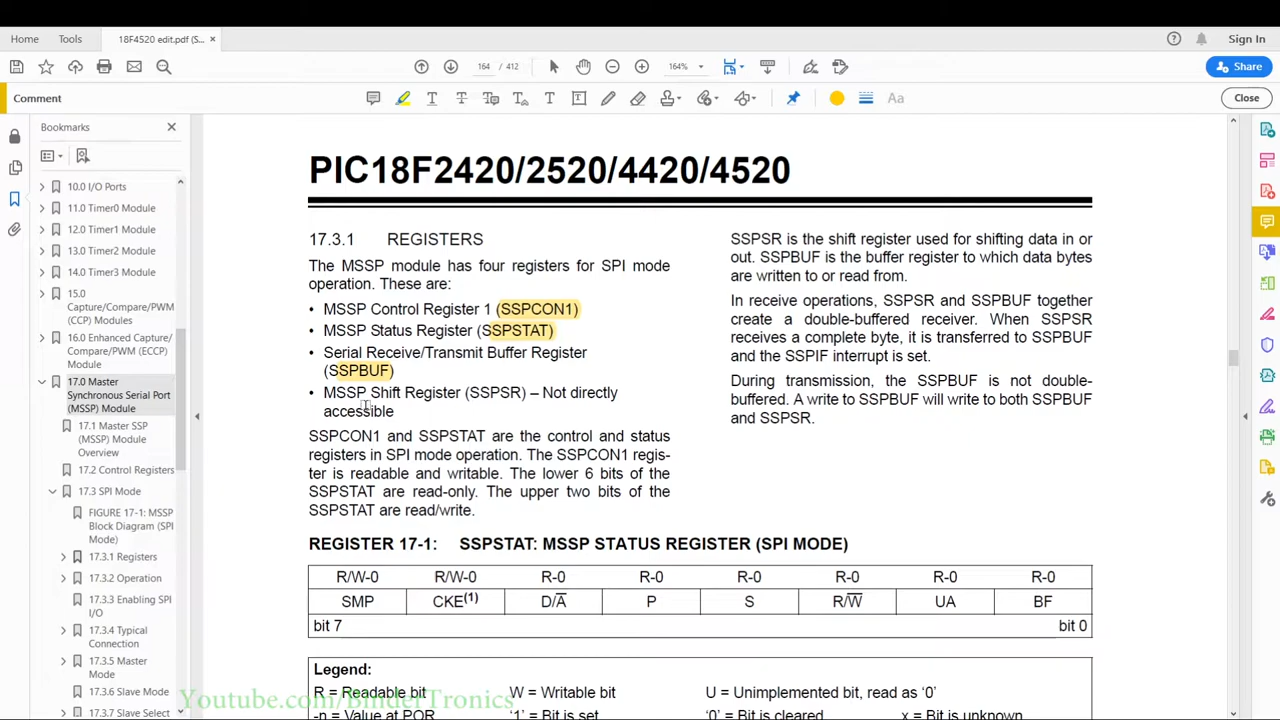 Home
Tools
18F4520 edit.pdf (S...
Sign In
164 / 412
164%
Share
Comment
Close
Bookmarks
10.0 I/O Ports
11.0 Timer0 Module
12.0 Timer1 Module
13.0 Timer2 Module
14.0 Timer3 Module
15.0
Capture/Compare/PWM
(CCP) Modules
16.0 Enhanced Capture/
Compare/PWM (ECCP)
Module
17.0 Master
Synchronous Serial Port
(MSSP) Module
17.1 Master SSP
(MSSP) Module
Overview
17.2 Control Registers
17.3 SPI Mode
FIGURE 17-1: MSSP
Block Diagram (SPI
Mode)
17.3.1 Registers
17.3.2 Operation
17.3.3 Enabling SPI
I/O
17.3.4 Typical
Connection
17.3.5 Master
Mode
17.3.6 Slave Mode
17.3.7 Slave Select
PIC18F2420/2520/4420/4520
17.3.1 REGISTERS
The MSSP module has four registers for SPI mode
operation. These are:
• MSSP Control Register 1 (SSPCON1)
• MSSP Status Register (SSPSTAT)
• Serial Receive/Transmit Buffer Register
(SSPBUF)
• MSSP Shift Register (SSPSR) – Not directly
accessible
SSPCON1 and SSPSTAT are the control and status
registers in SPI mode operation. The SSPCON1 regis-
ter is readable and writable. The lower 6 bits of the
SSPSTAT are read-only. The upper two bits of the
SSPSTAT are read/write.
SSPSR is the shift register used for shifting data in or
out. SSPBUF is the buffer register to which data bytes
are written to or read from.
In receive operations, SSPSR and SSPBUF together
create a double-buffered receiver. When SSPSR
receives a complete byte, it is transferred to SSPBUF
and the SSPIF interrupt is set.
During transmission, the SSPBUF is not double-
buffered. A write to SSPBUF will write to both SSPBUF
and SSPSR.
REGISTER 17-1: SSPSTAT: MSSP STATUS REGISTER (SPI MODE)
R/W-0 R/W-0 R-0 R-0 R-0 R-0 R-0 R-0
SMP CKE(1) D/A P S R/W UA BF
bit 7 bit 0
Legend:
R = Readable bit W = Writable bit U = Unimplemented bit, read as '0'
-n = Value at POR '1' = Bit is set '0' = Bit is cleared x = Bit is unknown
Youtube.com/BinderTronics